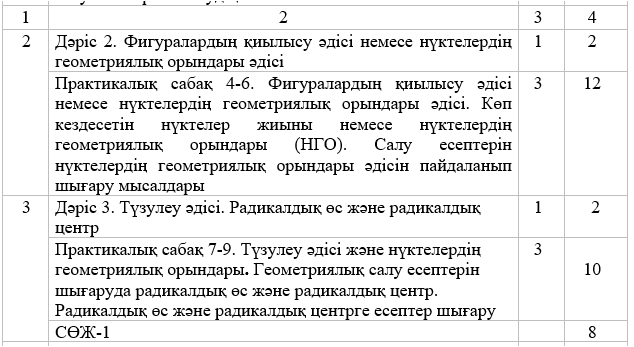 1 2 3 4
2 Дәріс 2. Фигуралардың қиылысу әдісі немесе нүктелердің 1 2
геометриялық орындары әдісі
Практикалық сабақ 4-6. Фигуралардың қиылысу әдісі 3 12
немесе нүктелердің геометриялық орындары әдісі. Көп
кездесетін нүктелер жиыны немесе нүктелердің
геометриялық орындары (НГО). Салу есептерін
нүктелердің геометриялық орындары әдісін пайдаланып
шығару мысалдары
3 Дәріс 3. Түзулеу әдісі. Радикалдық өс және радикалдық 1 2
центр
Практикалық сабақ 7-9. Түзулеу әдісі және нүктелердің 3
геометриялық орындары. Геометриялық салу есептерін 10
шығаруда радикалдық өс және радикалдық центр.
Радикалдық өс және радикалдық центрге есептер шығару
СӨЖ-1 8